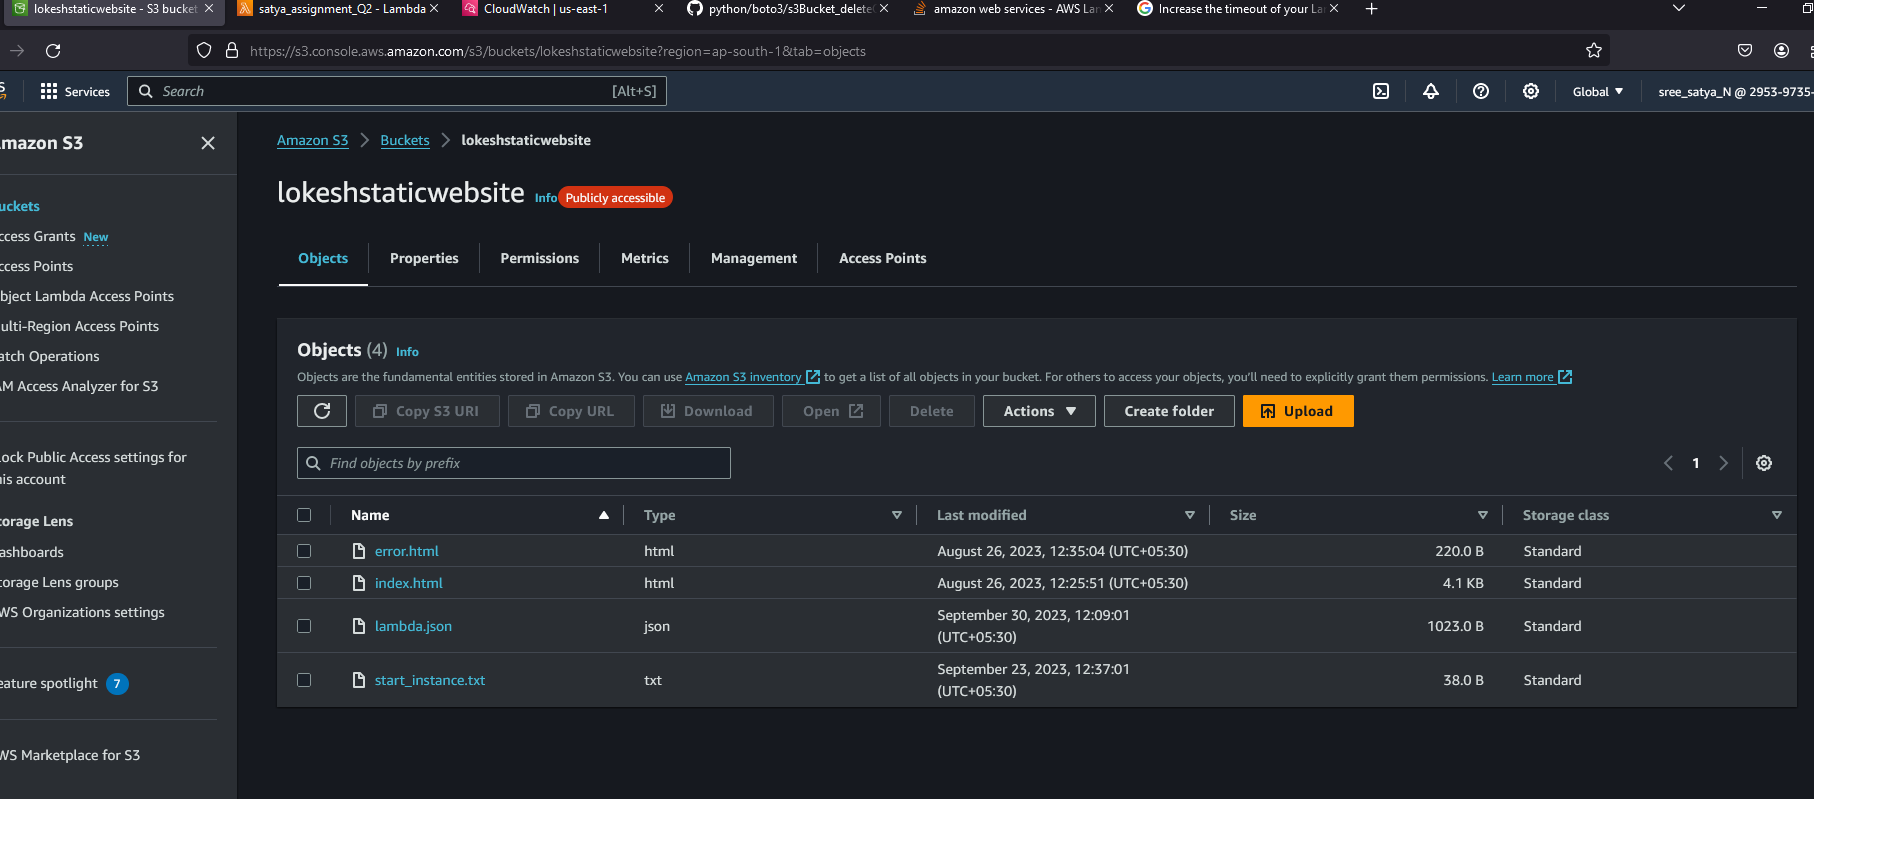 lokeshstaticwebsite - S3 bucket
satya_assignment_Q2 - Lambda
CloudWatch | us-east-1
python/boto3/s3Bucket_delete
amazon web services - AWS La
Increase the timeout of your La
https://s3.console.aws.amazon.com/s3/buckets/lokeshstaticwebsite?region=ap-south-1&tab=objects
Services
Search
[Alt+S]
Global
sree_satya_N @ 2953-9735-
mazon S3
uckets
ccess Grants New
ccess Points
bject Lambda Access Points
ulti-Region Access Points
atch Operations
AM Access Analyzer for S3
lock Public Access settings for
his account
torage Lens
ashboards
torage Lens groups
WS Organizations settings
eature spotlight 7
WS Marketplace for S3
Amazon S3
Buckets
lokeshstaticwebsite
lokeshstaticwebsite Info Publicly accessible
Objects
Properties
Permissions
Metrics
Management
Access Points
Objects (4) Info
Objects are the fundamental entities stored in Amazon S3. You can use Amazon S3 inventory to get a list of all objects in your bucket. For others to access your objects, you'll need to explicitly grant them permissions. Learn more
Copy S3 URI
Copy URL
Download
Open
Delete
Actions
Create folder
Upload
Find objects by prefix
1
Name Type Last modified Size Storage class
error.html html August 26, 2023, 12:35:04 (UTC+05:30) 220.0 B Standard
index.html html August 26, 2023, 12:25:51 (UTC+05:30) 4.1 KB Standard
lambda.json json September 30, 2023, 12:09:01 (UTC+05:30) 1023.0 B Standard
start_instance.txt txt September 23, 2023, 12:37:01 (UTC+05:30) 38.0 B Standard